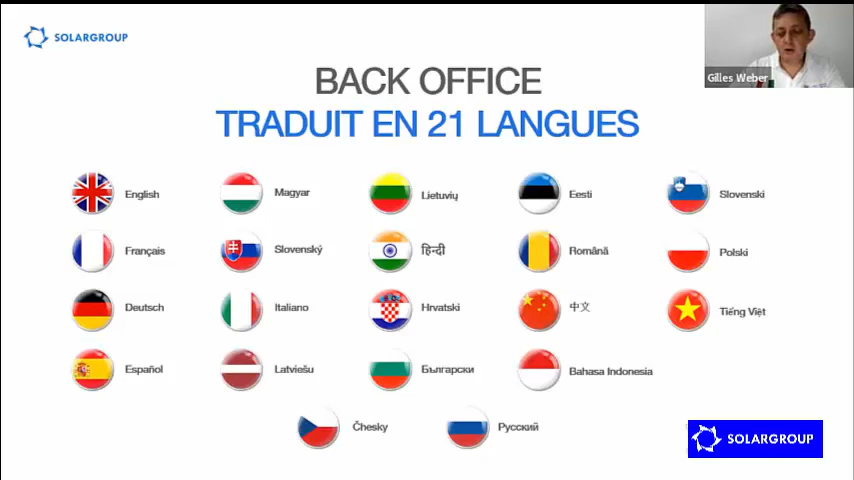 SOLARGROUP
Gilles Weber
BACK OFFICE
TRADUIT EN 21 LANGUES
English
Magyar
Lietuvių
Eesti
Slovenski
Français
Slovenský
हिन्दी
Română
Polski
Deutsch
Italiano
Hrvatski
中文
Tiếng Việt
Español
Latviešu
Български
Bahasa Indonesia
Česky
Русский
SOLARGROUP